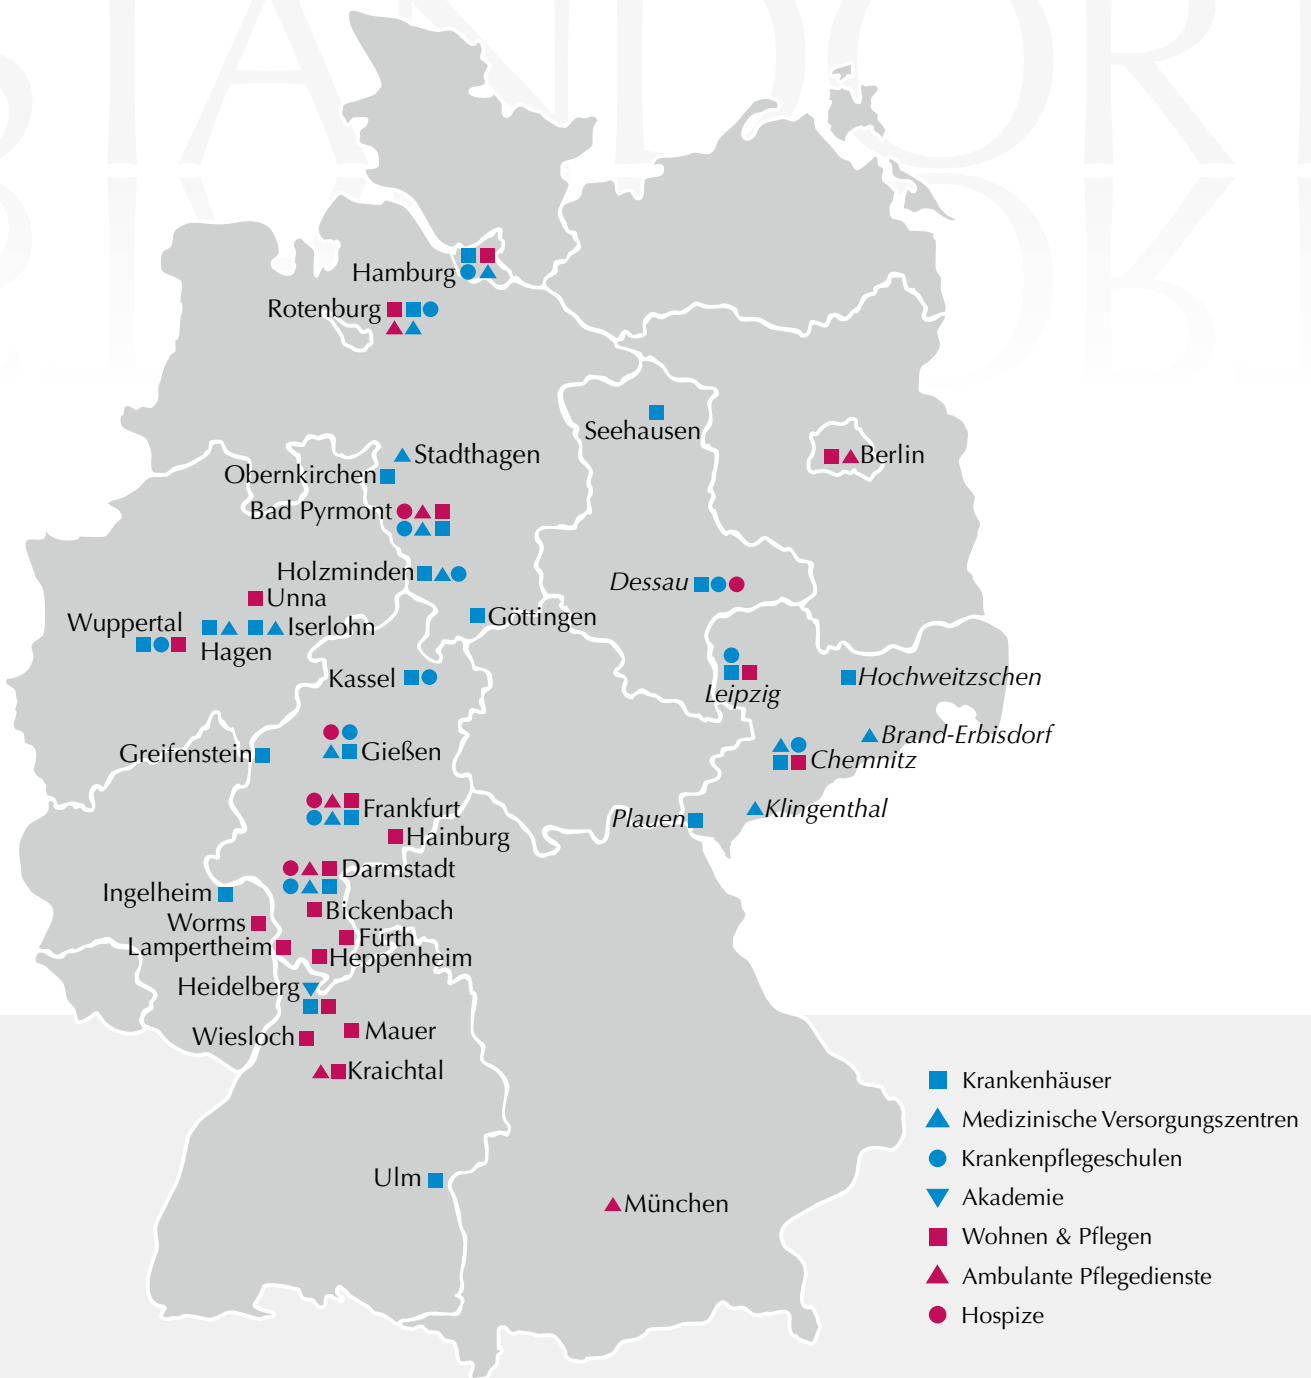 STANDORT
Hamburg
Rotenburg
Seehausen
Stadthagen
Berlin
Obernkirchen
Bad Pyrmont
Holzminden
Dessau
Unna
Göttingen
Wuppertal
Iserlohn
Hagen
Kassel
Hochweitzschen
Leipzig
Brand-Erbisdorf
Greifenstein
Gießen
Chemnitz
Frankfurt
Klingenthal
Plauen
Hainburg
Darmstadt
Ingelheim
Bickenbach
Worms
Fürth
Lampertheim
Heppenheim
Heidelberg
Mauer
Wiesloch
Kraichtal
Ulm
München
Krankenhäuser
Medizinische Versorgungszentren
Krankenpflegeschulen
Akademie
Wohnen & Pflegen
Ambulante Pflegedienste
Hospize